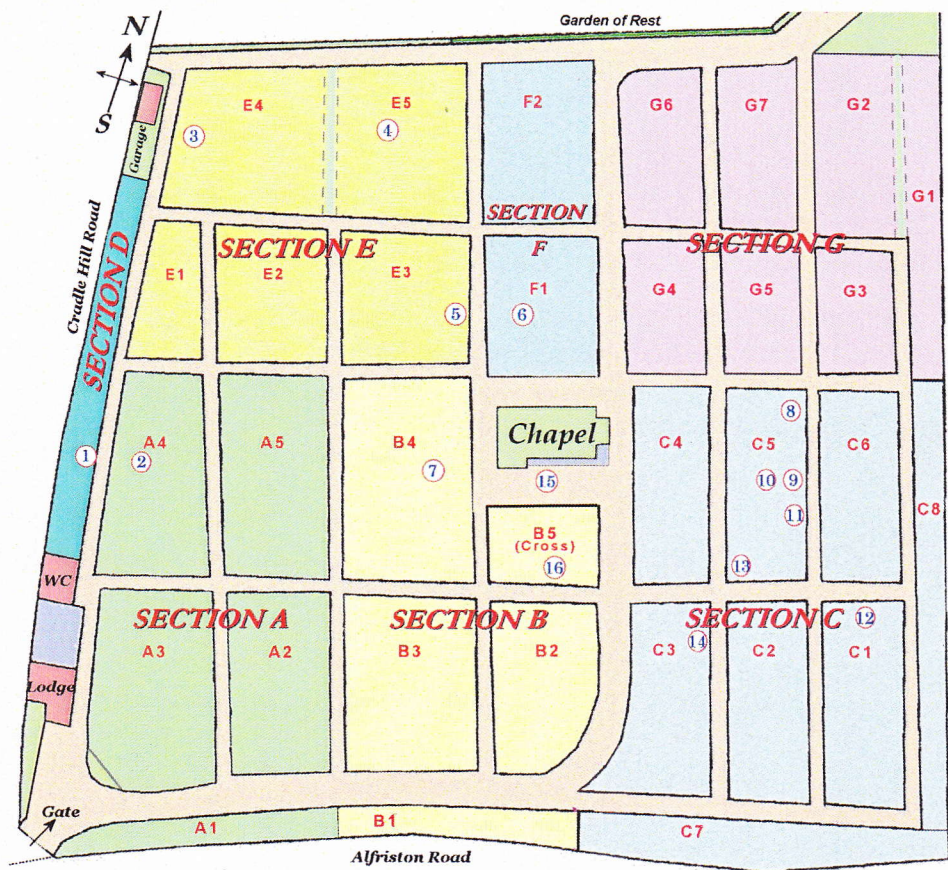 Garden of Rest
N
S
Garage
Cradle Hill Road
E4
E5
F2
G6
G7
G2
3
4
G1
SECTION D
SECTION E
SECTION
F
SECTION G
E1
E2
E3
F1
G4
G5
G3
5
6
A4
A5
B4
Chapel
C4
C5
C6
8
1
2
7
15
10
9
11
C8
B5
(Cross)
16
13
WC
SECTION A
SECTION B
SECTION C
12
A3
A2
B3
B2
C3
14
C2
C1
Lodge
Gate
A1
B1
C7
Alfriston Road